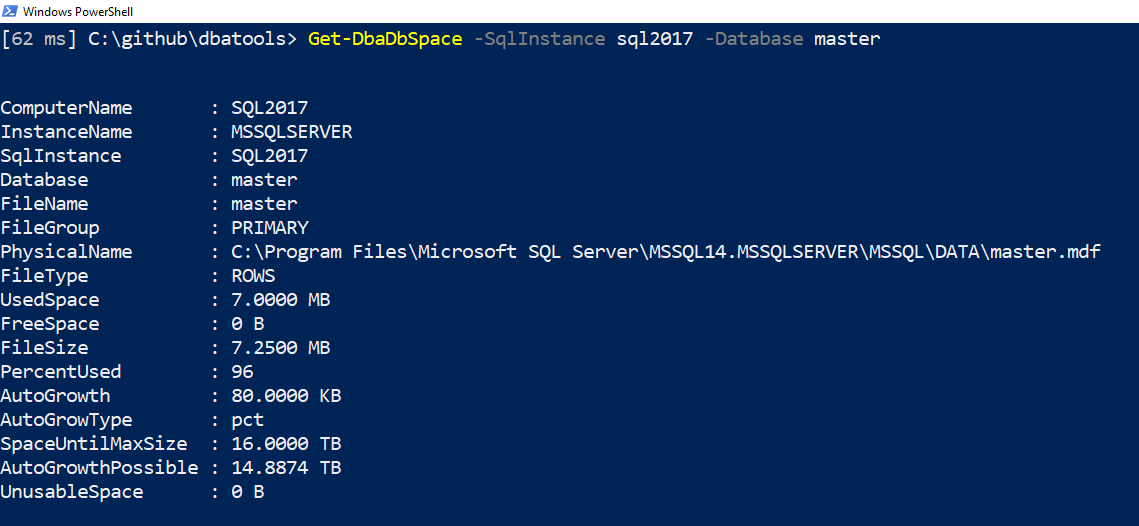 Windows PowerShell
[62 ms] C:\github\dbatools> Get-DbaDbSpace -SqlInstance sql2017 -Database master
ComputerName : SQL2017
InstanceName : MSSQLSERVER
SqlInstance : SQL2017
Database : master
FileName : master
FileGroup : PRIMARY
PhysicalName : C:\Program Files\Microsoft SQL Server\MSSQL14.MSSQLSERVER\MSSQL\DATA\master.mdf
FileType : ROWS
UsedSpace : 7.0000 MB
FreeSpace : 0 B
FileSize : 7.2500 MB
PercentUsed : 96
AutoGrowth : 80.0000 KB
AutoGrowType : pct
SpaceUntilMaxSize : 16.0000 TB
AutoGrowthPossible : 14.8874 TB
UnusableSpace : 0 B